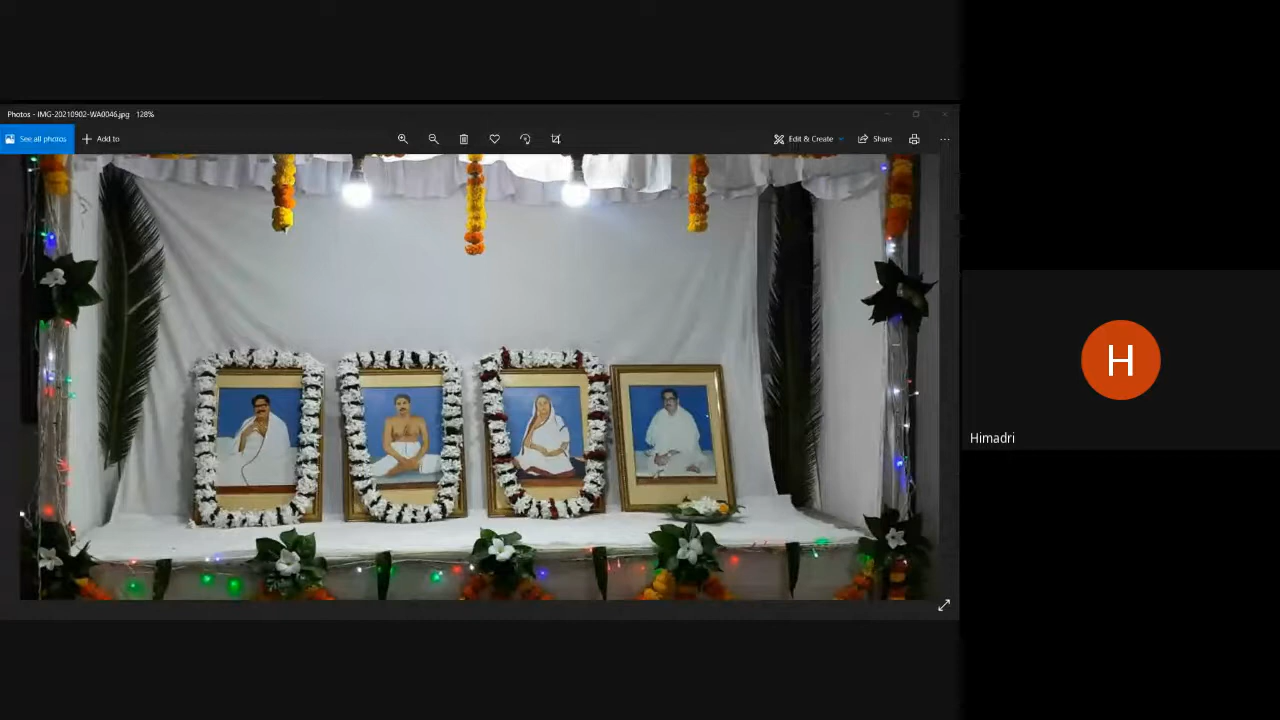 Photos - IMG-20210902-WA0046.jpg 128%
See all photos
Add to
Edit & Create
Share
H
Himadri